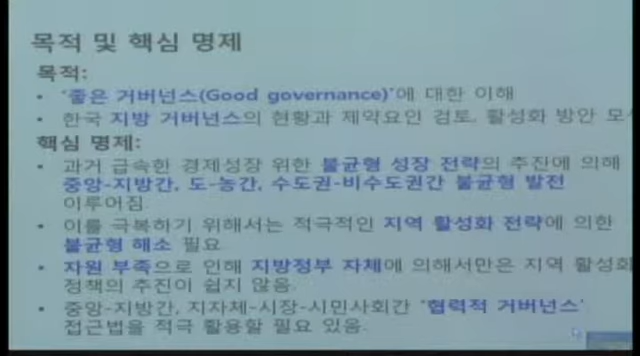 목적 및 핵심 명제
목적:
• '좋은 거버넌스(Good governance)'에 대한 이해
• 한국 지방 거버넌스의 현황과 제약요인 검토, 활성화 방안
핵심 명제:
• 과거 급속한 경제성장 위한 불균형 성장 전략의 추진에 의해
중앙-지방간, 도-농간, 수도권-비수도권간 불균형 발전
이루어짐.
• 이를 극복하기 위해서는 적극적인 지역 활성화 전략에 의한
불균형 해소 필요.
• 자원 부족으로 인해 지방정부 자체에 의해서만은 지역 활성화
정책의 추진이 쉽지 않음.
• 중앙-지방간, 지자체-시장-시민사회간 '협력적 거버넌스'
접근법을 적극 활용할 필요 있음.